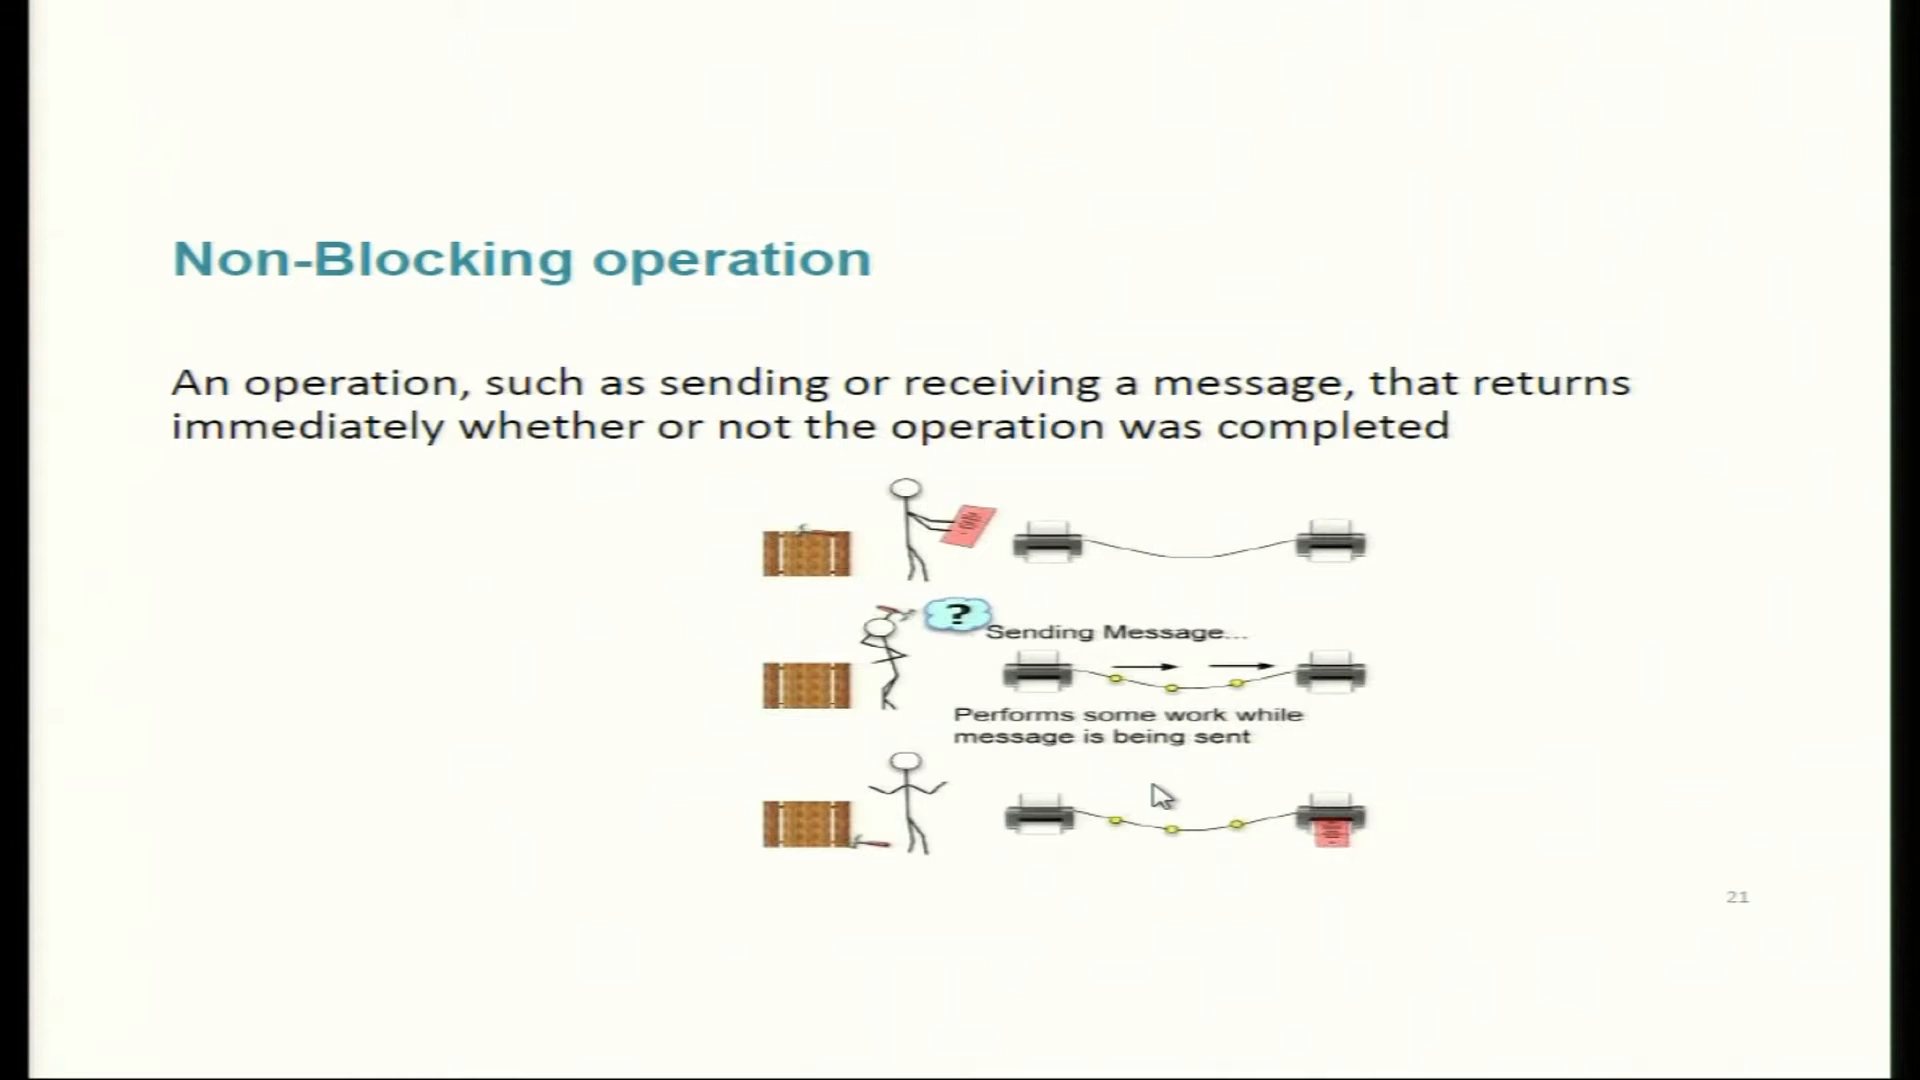 Non-Blocking operation
An operation, such as sending or receiving a message, that returns
immediately whether or not the operation was completed
?
Sending Message...
Performs some work while
message is being sent
21